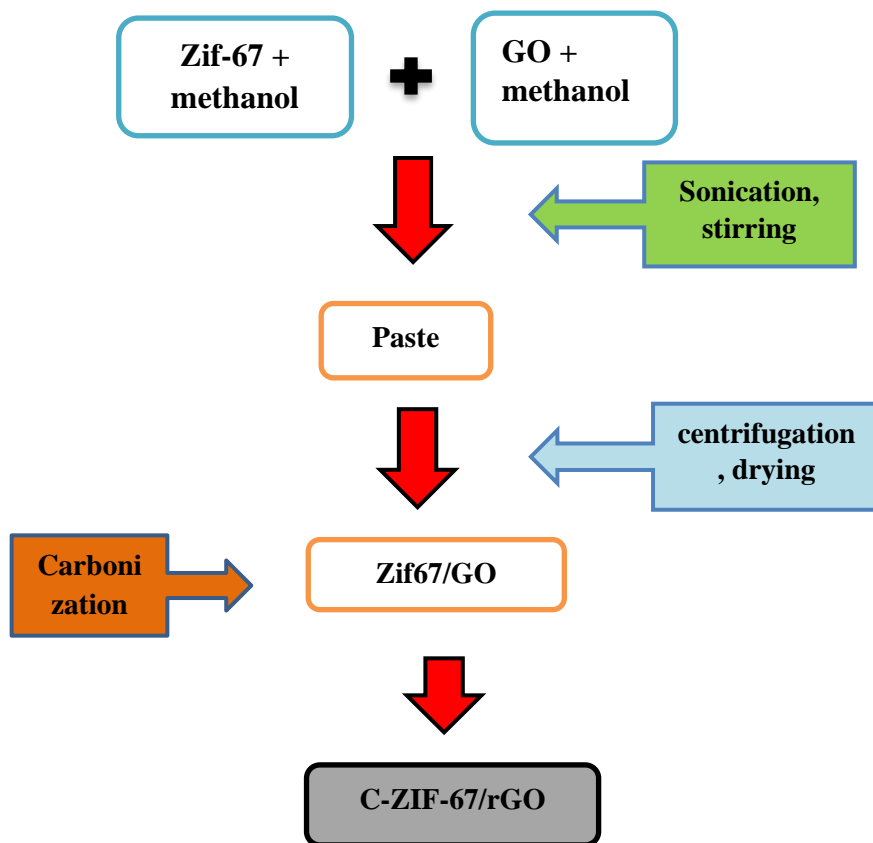 Zif-67 +
methanol
GO +
methanol
Sonication,
stirring
Paste
centrifugation
, drying
Carboni
zation
Zif67/GO
C-ZIF-67/rGO